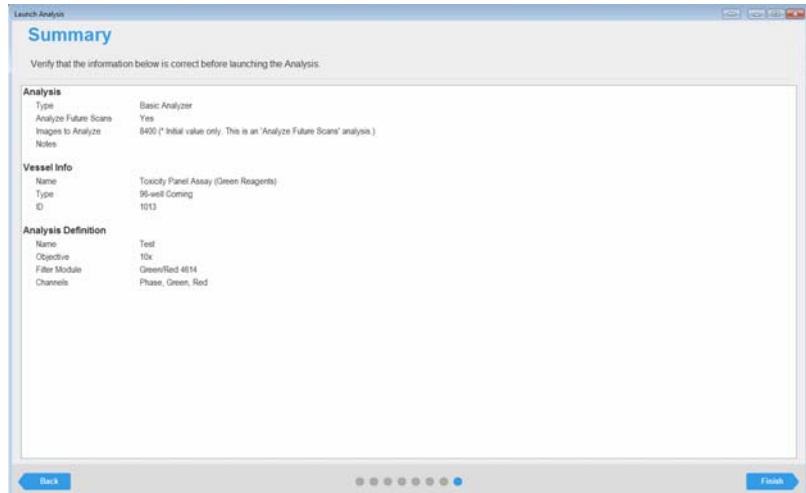 Launch Analysis
Summary
Verify that the information below is correct before launching the Analysis.
Analysis
Type Basic Analyzer
Analyze Future Scans Yes
Images to Analyze 8400 (* Initial value only. This is an 'Analyze Future Scans' analysis.)
Notes
Vessel Info
Name Toxicity Panel Assay (Green Reagents)
Type 96-well Corning
ID 1013
Analysis Definition
Name Test
Objective 10x
Filter Module Green/Red 4614
Channels Phase, Green, Red
Back Finish